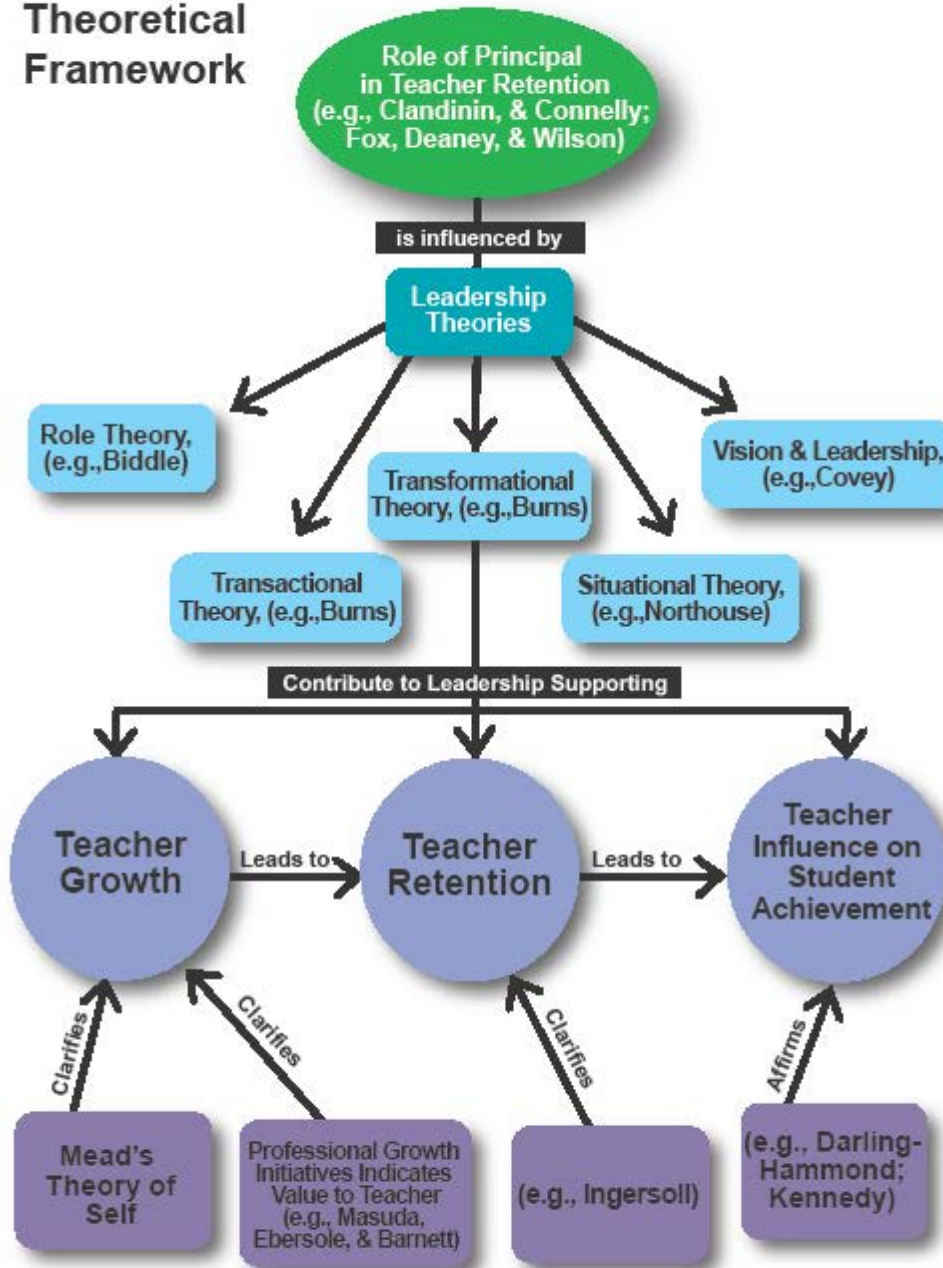 Theoretical
Framework
Role of Principal
in Teacher Retention
(e.g., Clandinin, & Connelly;
Fox, Deaney, & Wilson)
is influenced by
Leadership
Theories
Role Theory,
(e.g.,Biddle)
Transformational
Theory, (e.g.,Burns)
Vision & Leadership,
(e.g.,Covey)
Transactional
Theory, (e.g.,Burns)
Situational Theory,
(e.g.,Northouse)
Contribute to Leadership Supporting
Teacher
Growth
Leads to
Teacher
Retention
Leads to
Teacher
Influence on
Student
Achievement
Clarifies
Clarifies
Clarifies
Affirms
Mead's
Theory of
Self
Professional Growth
Initiatives Indicates
Value to Teacher
(e.g., Masuda,
Ebersole, & Barnett)
(e.g., Ingersoll)
(e.g., Darling-
Hammond;
Kennedy)